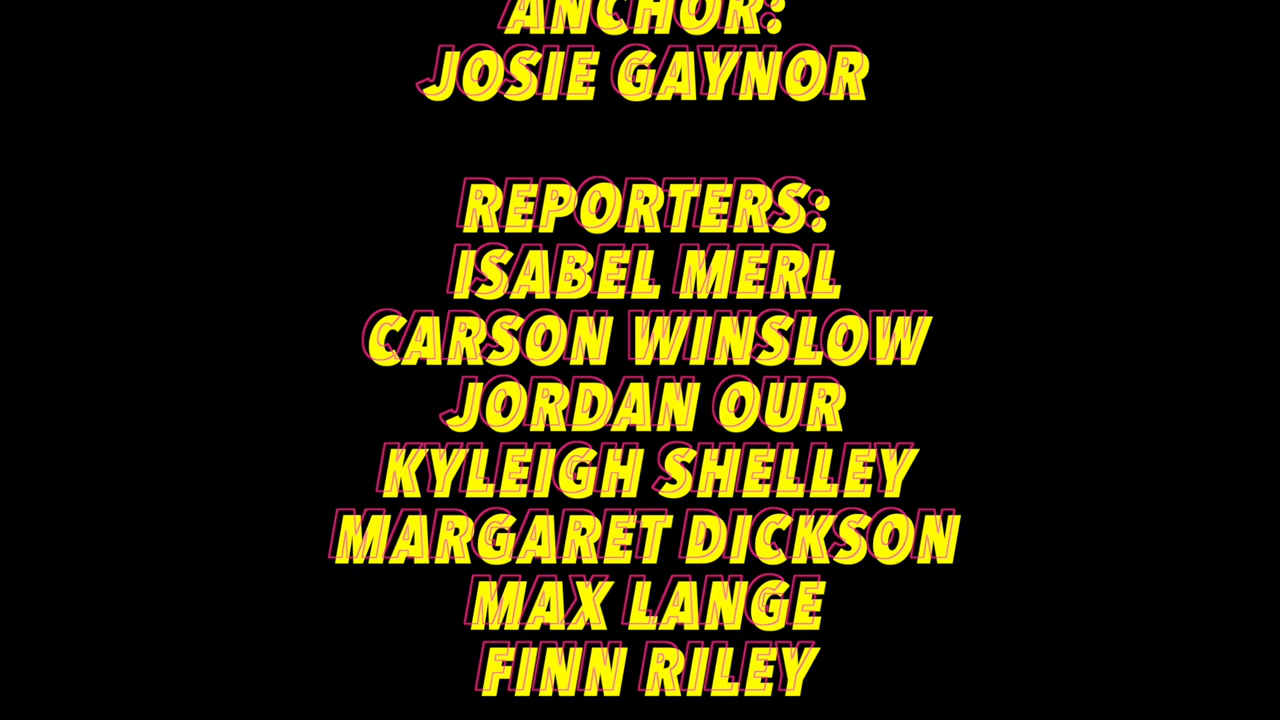 ANCHOR:
JOSIE GAYNOR
REPORTERS:
ISABEL MERL
CARSON WINSLOW
JORDAN OUR
KYLEIGH SHELLEY
MARGARET DICKSON
MAX LANGE
FINN RILEY